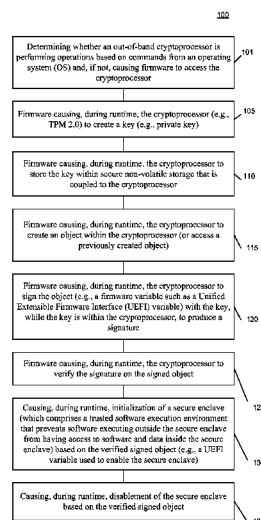 100
Determining whether an out-of-band cryptoprocessor is
performing operations based on commands from an operating
system (OS) and, if not, causing firmware to access the
cryptoprocessor
101
Firmware causing, during runtime, the cryptoprocessor (e.g.,
TPM 2.0) to create a key (e.g., private key)
105
Firmware causing, during runtime, the cryptoprocessor to
store the key within secure non-volatile storage that is
coupled to the cryptoprocessor
110
Firmware causing, during runtime, the cryptoprocessor to
create an object within the cryptoprocessor (or access a
previously created object)
115
Firmware causing, during runtime, the cryptoprocessor to
sign the object (e.g., a firmware variable such as a Unified
Extensible Firmware Interface (UEFI) variable) with the key,
while the key is within the cryptoprocessor, to produce a
signature
120
Firmware causing, during runtime, the cryptoprocessor to
verify the signature on the signed object
12
Causing, during runtime, initialization of a secure enclave
(which comprises a trusted software execution environment
that prevents software executing outside the secure enclave
from having access to software and data inside the secure
enclave) based on the verified signed object (e.g., a UEFI
variable used to enable the secure enclave)
13
Causing, during runtime, disablement of the secure enclave
based on the verified signed object